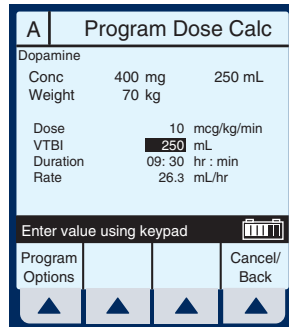 A Program Dose Calc
Dopamine
Conc 400 mg 250 mL
Weight 70 kg
Dose 10 mcg/kg/min
VTBI 250 mL
Duration 09: 30 hr : min
Rate 26.3 mL/hr
Enter value using keypad
Program Cancel/
Options Back